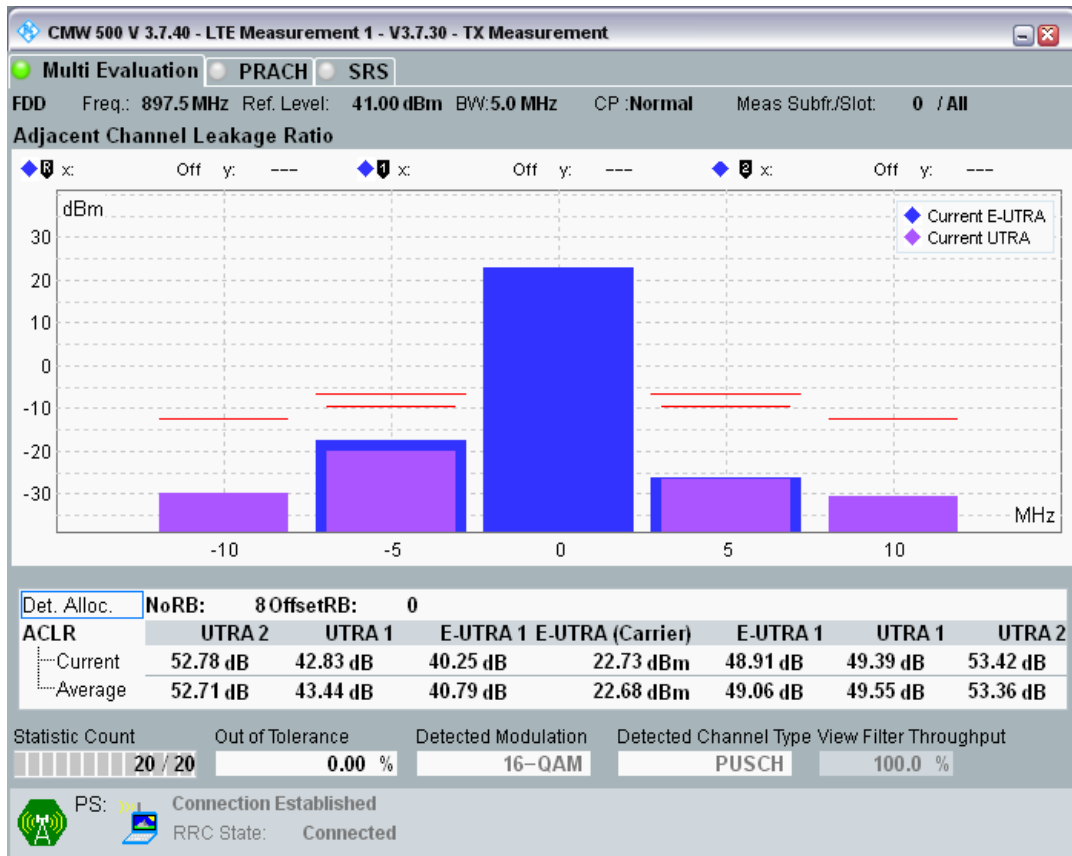 CMW 500 V 3.7.40 - LTE Measurement 1 - V3.7.30 - TX Measurement
Multi Evaluation PRACH SRS
FDD Freq.: 897.5 MHz Ref. Level: 41.00 dBm BW:5.0 MHz CP :Normal Meas Subfr./Slot: 0 / All
Adjacent Channel Leakage Ratio
R x: Off y: --- 1 x: Off y: --- 2 x: Off y: ---
dBm
Current E-UTRA
Current UTRA
30
20
10
0
-10
-20
-30
MHz
-10 -5 0 5 10
Det. Alloc. NoRB: 8 OffsetRB: 0
ACLR UTRA 2 UTRA 1 E-UTRA 1 E-UTRA (Carrier) E-UTRA 1 UTRA 1 UTRA 2
Current 52.78 dB 42.83 dB 40.25 dB 22.73 dBm 48.91 dB 49.39 dB 53.42 dB
Average 52.71 dB 43.44 dB 40.79 dB 22.68 dBm 49.06 dB 49.55 dB 53.36 dB
Statistic Count Out of Tolerance Detected Modulation Detected Channel Type View Filter Throughput
20 / 20 0.00 % 16-QAM PUSCH 100.0 %
PS: Connection Established
RRC State: Connected